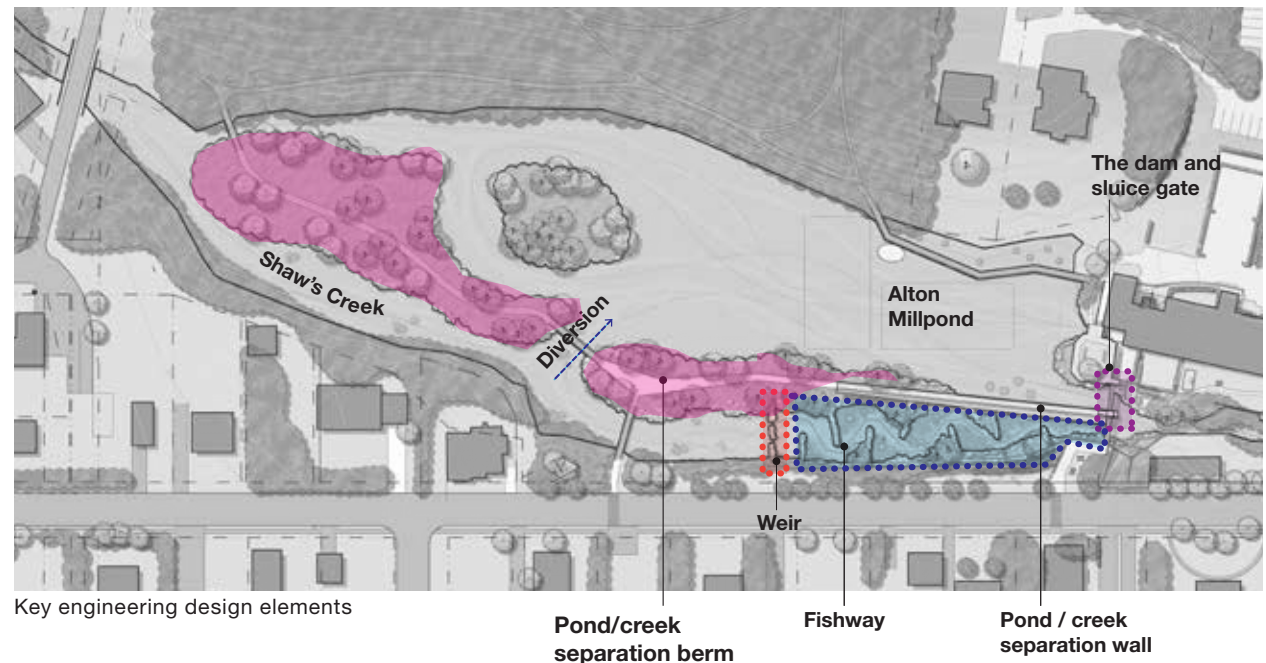 The dam and
sluice gate
Shaw's Creek
Diversion
Alton
Millpond
Weir
Key engineering design elements
Pond/creek
separation berm
Fishway
Pond / creek
separation wall